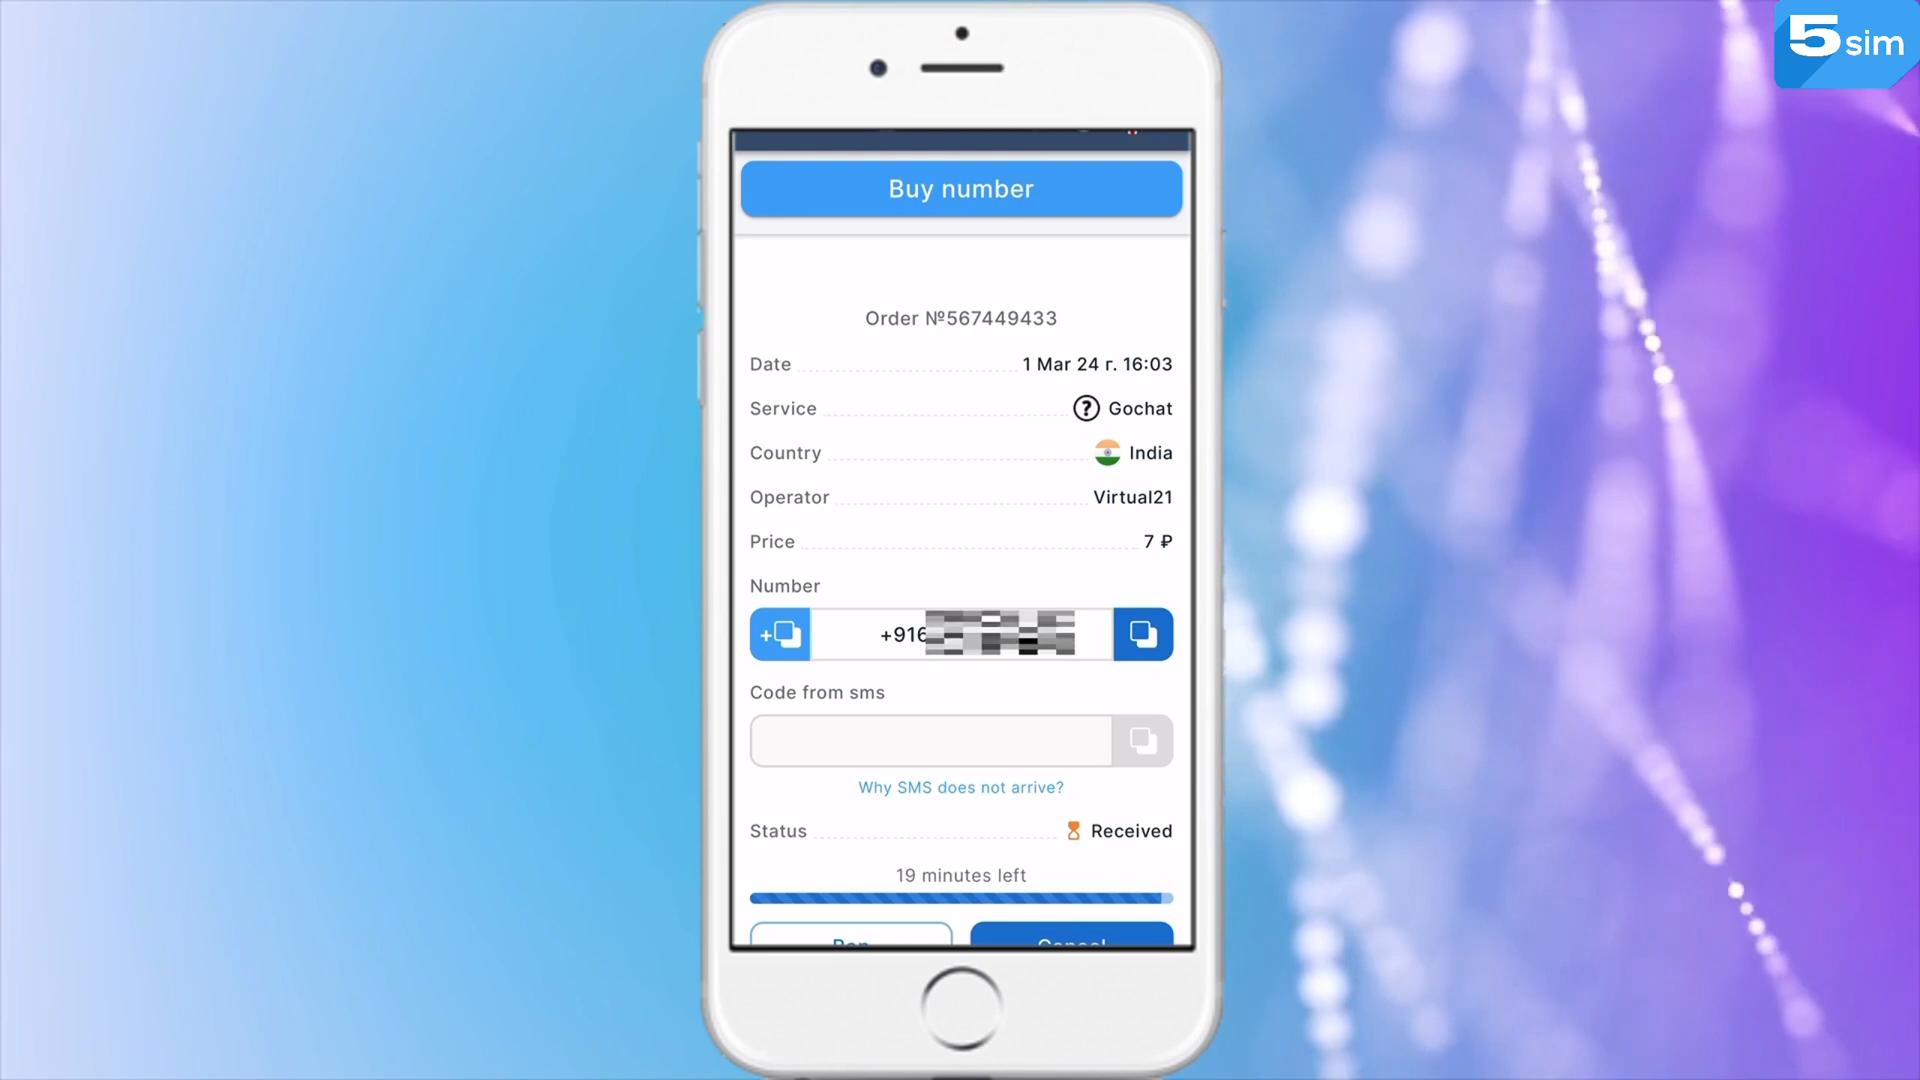 5sim
Buy number
Order №567449433
Date 1 Mar 24 г. 16:03
Service Gochat
Country India
Operator Virtual21
Price 7 ₽
Number
+916
Code from sms
Why SMS does not arrive?
Status Received
19 minutes left